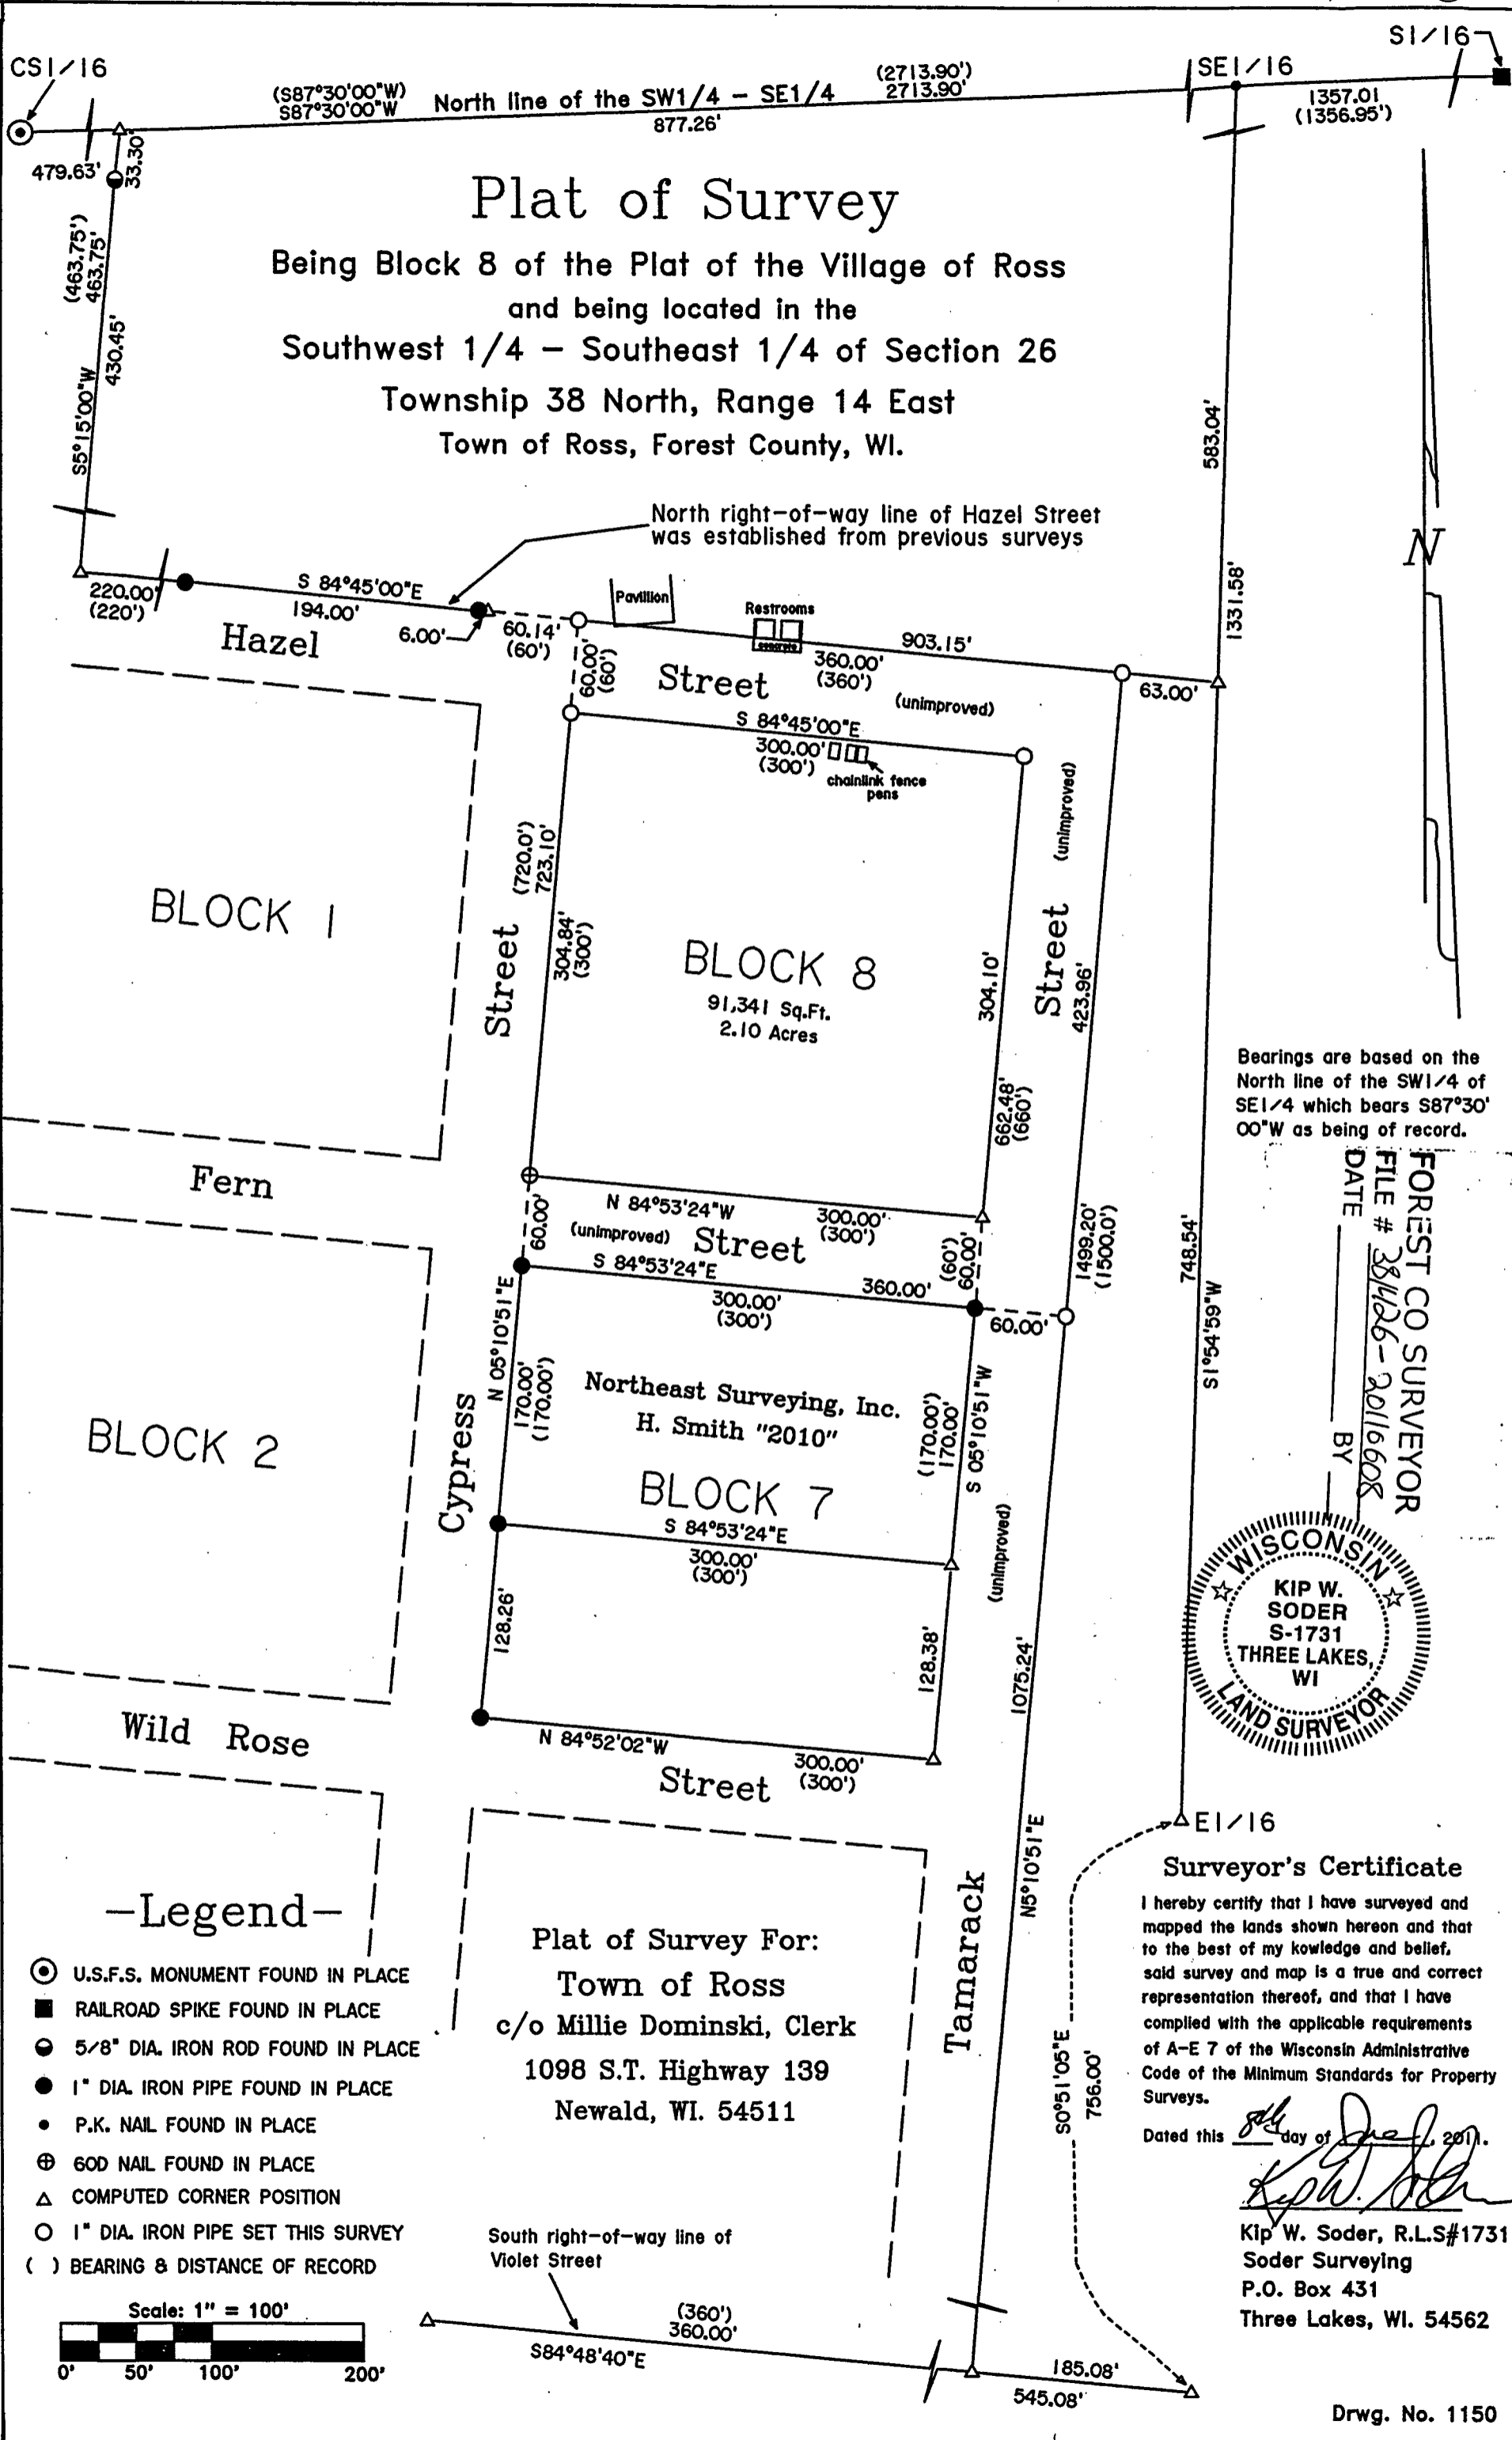 CS1/16
S1/16
SE1/16
(S87°30'00"W)
S87°30'00"W
North line of the SW1/4 - SE1/4
(2713.90')
2713.90'
877.26'
1357.01
(1356.95')
479.63'
33.30'
(463.75')
463.75'
430.45'
S5°15'00"W
Plat of Survey
Being Block 8 of the Plat of the Village of Ross
and being located in the
Southwest 1/4 - Southeast 1/4 of Section 26
Township 38 North, Range 14 East
Town of Ross, Forest County, WI.
583.04'
1331.58'
N
North right-of-way line of Hazel Street
was established from previous surveys
220.00'
(220')
S 84°45'00"E
194.00'
6.00'
60.14'
(60')
60.00'
(60')
Pavillion
Restrooms
concrete
903.15'
360.00'
(360')
63.00'
Hazel
Street
(unimproved)
S 84°45'00"E
300.00'
(300')
chainlink fence
pens
(unimproved)
BLOCK 1
Street
(720.0')
723.10'
304.84'
(300')
BLOCK 8
91,341 Sq.Ft.
2.10 Acres
304.10'
662.48'
(660')
Street
423.96'
1499.20'
(1500.0')
748.54'
S1°54'59"W
Bearings are based on the
North line of the SW1/4 of
SE1/4 which bears S87°30'
00"W as being of record.
FOREST CO SURVEYOR
FILE # 381426-20116608
DATE BY
Fern
N 84°53'24"W
300.00'
(300')
(unimproved)
Street
60.00'
(60')
60.00'
S 84°53'24"E
360.00'
300.00'
(300')
60.00'
N 05°10'51"E
170.00'
(170.00')
Northeast Surveying, Inc.
H. Smith "2010"
(170.00')
170.00'
S 05°10'51"W
BLOCK 2
Cypress
BLOCK 7
S 84°53'24"E
300.00'
(300')
(unimproved)
128.26'
128.38'
1075.24'
WISCONSIN
KIP W.
SODER
S-1731
THREE LAKES,
WI
LAND SURVEYOR
Wild Rose
N 84°52'02"W
300.00'
(300')
Street
E1/16
N5°10'51"E
Tamarack
S0°51'05"E
756.00'
Surveyor's Certificate
I hereby certify that I have surveyed and
mapped the lands shown hereon and that
to the best of my kowledge and belief,
said survey and map is a true and correct
representation thereof, and that I have
complied with the applicable requirements
of A-E 7 of the Wisconsin Administrative
Code of the Minimum Standards for Property
Surveys.
Dated this 8th day of June, 2011.
Kip W. Soder
Kip W. Soder, R.L.S#1731
Soder Surveying
P.O. Box 431
Three Lakes, WI. 54562
-Legend-
U.S.F.S. MONUMENT FOUND IN PLACE
RAILROAD SPIKE FOUND IN PLACE
5/8" DIA. IRON ROD FOUND IN PLACE
1" DIA. IRON PIPE FOUND IN PLACE
P.K. NAIL FOUND IN PLACE
60D NAIL FOUND IN PLACE
COMPUTED CORNER POSITION
1" DIA. IRON PIPE SET THIS SURVEY
( ) BEARING & DISTANCE OF RECORD
Scale: 1" = 100'
0' 50' 100' 200'
Plat of Survey For:
Town of Ross
c/o Millie Dominski, Clerk
1098 S.T. Highway 139
Newald, WI. 54511
South right-of-way line of
Violet Street
(360')
360.00'
S84°48'40"E
185.08'
545.08'
Drwg. No. 1150